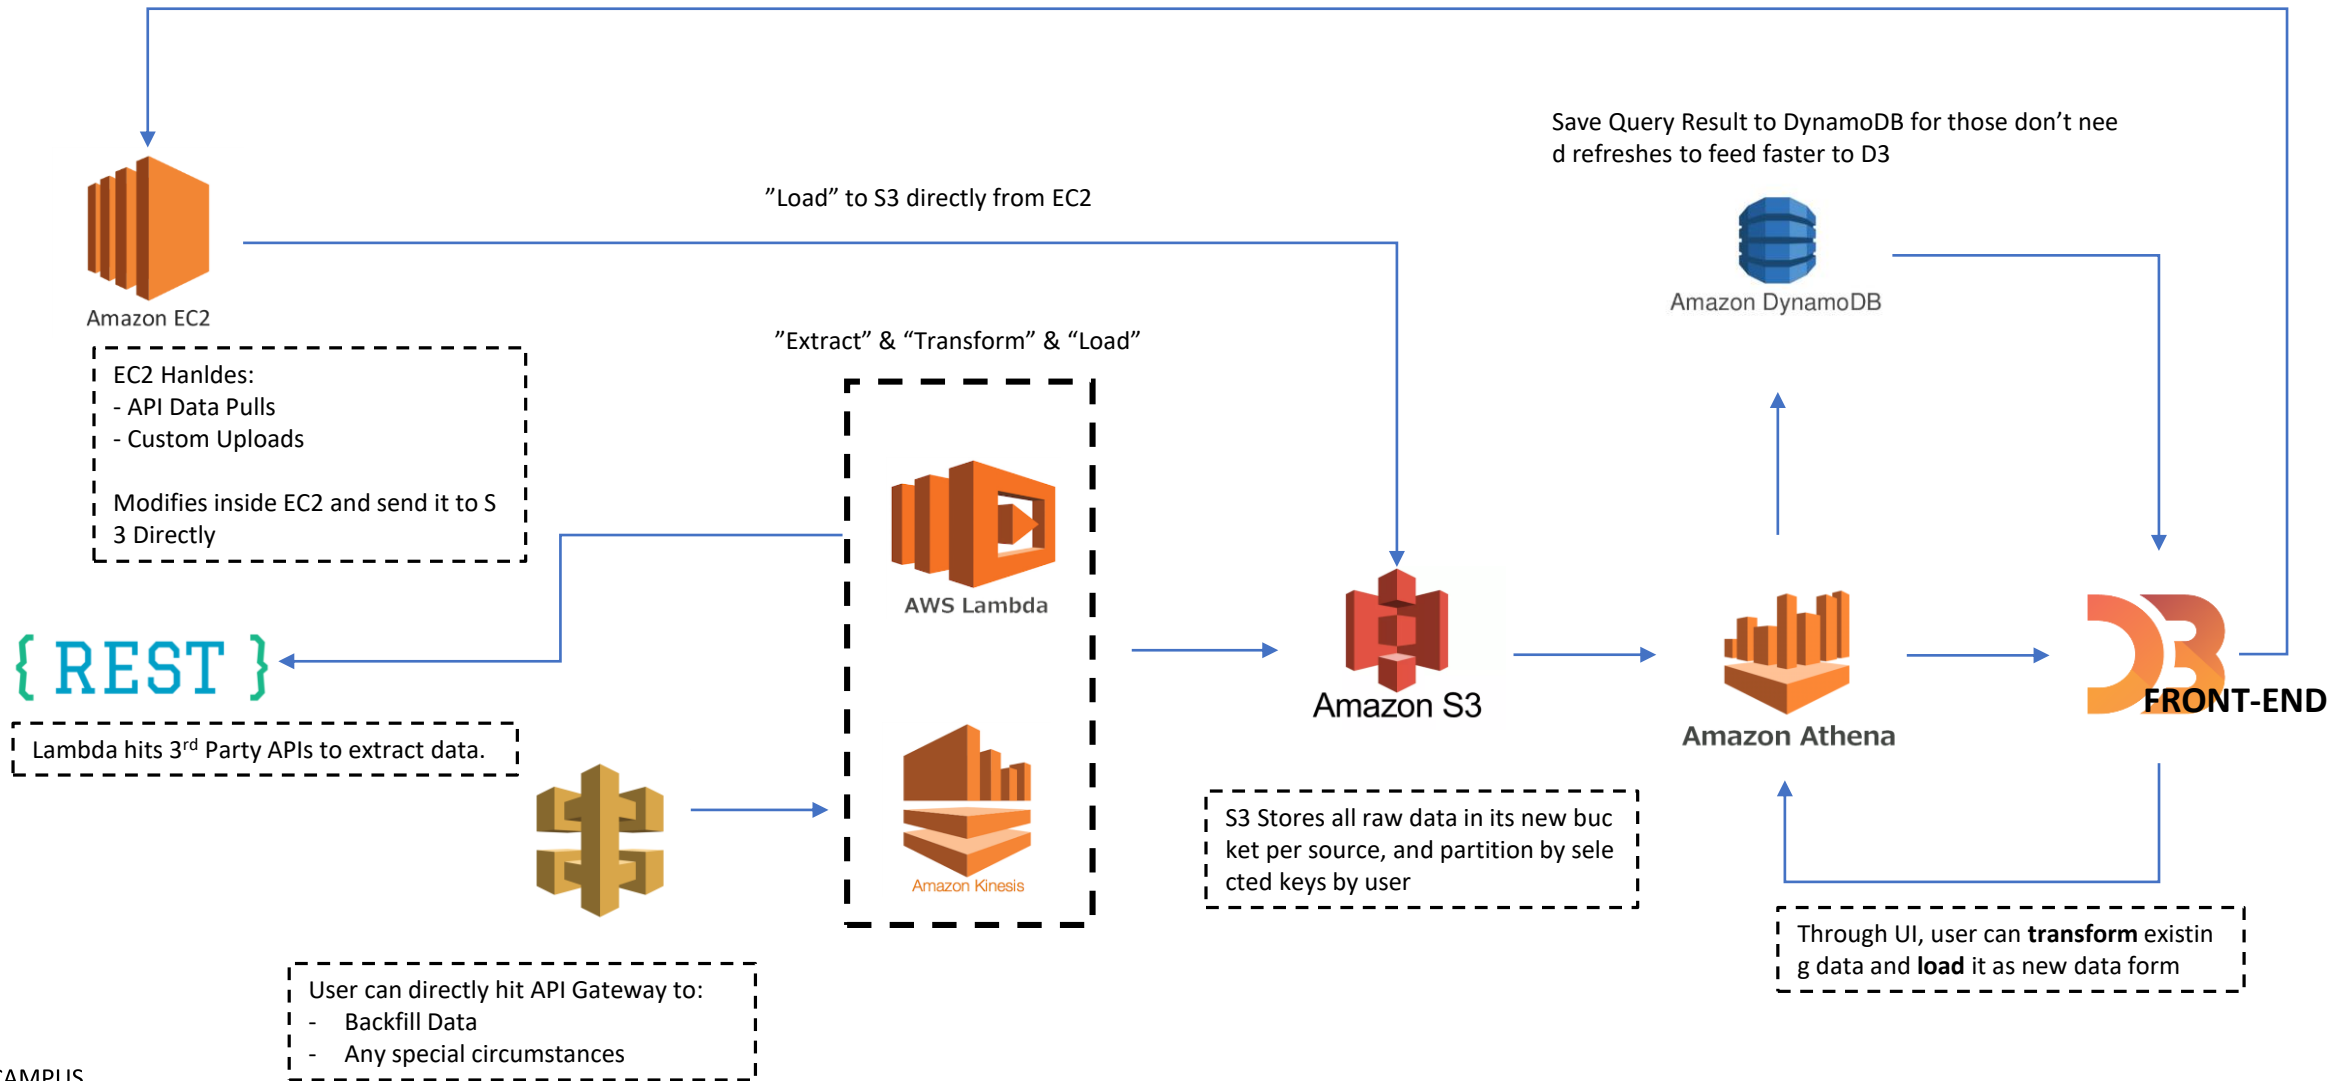 Save Query Result to DynamoDB for those don’t nee
d refreshes to feed faster to D3
”Load” to S3 directly from EC2
Amazon EC2
Amazon DynamoDB
”Extract” & “Transform” & “Load”
EC2 Hanldes:
- API Data Pulls
- Custom Uploads
Modifies inside EC2 and send it to S
3 Directly
AWS Lambda
{ REST }
Lambda hits 3rd Party APIs to extract data.
Amazon Kinesis
Amazon S3
Amazon Athena
D3
FRONT-END
S3 Stores all raw data in its new buc
ket per source, and partition by sele
cted keys by user
Through UI, user can transform existin
g data and load it as new data form
User can directly hit API Gateway to:
- Backfill Data
- Any special circumstances
CAMPUS